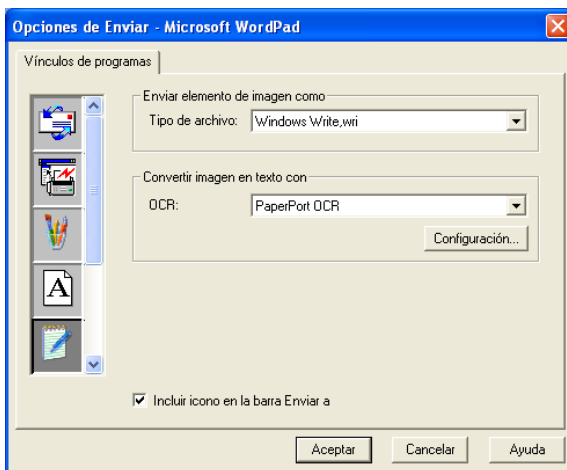 Opciones de Enviar - Microsoft WordPad
Vínculos de programas
Enviar elemento de imagen como
Tipo de archivo: Windows Write,wri
Convertir imagen en texto con
OCR: PaperPort OCR
Configuración...
A
Incluir icono en la barra Enviar a
Aceptar Cancelar Ayuda